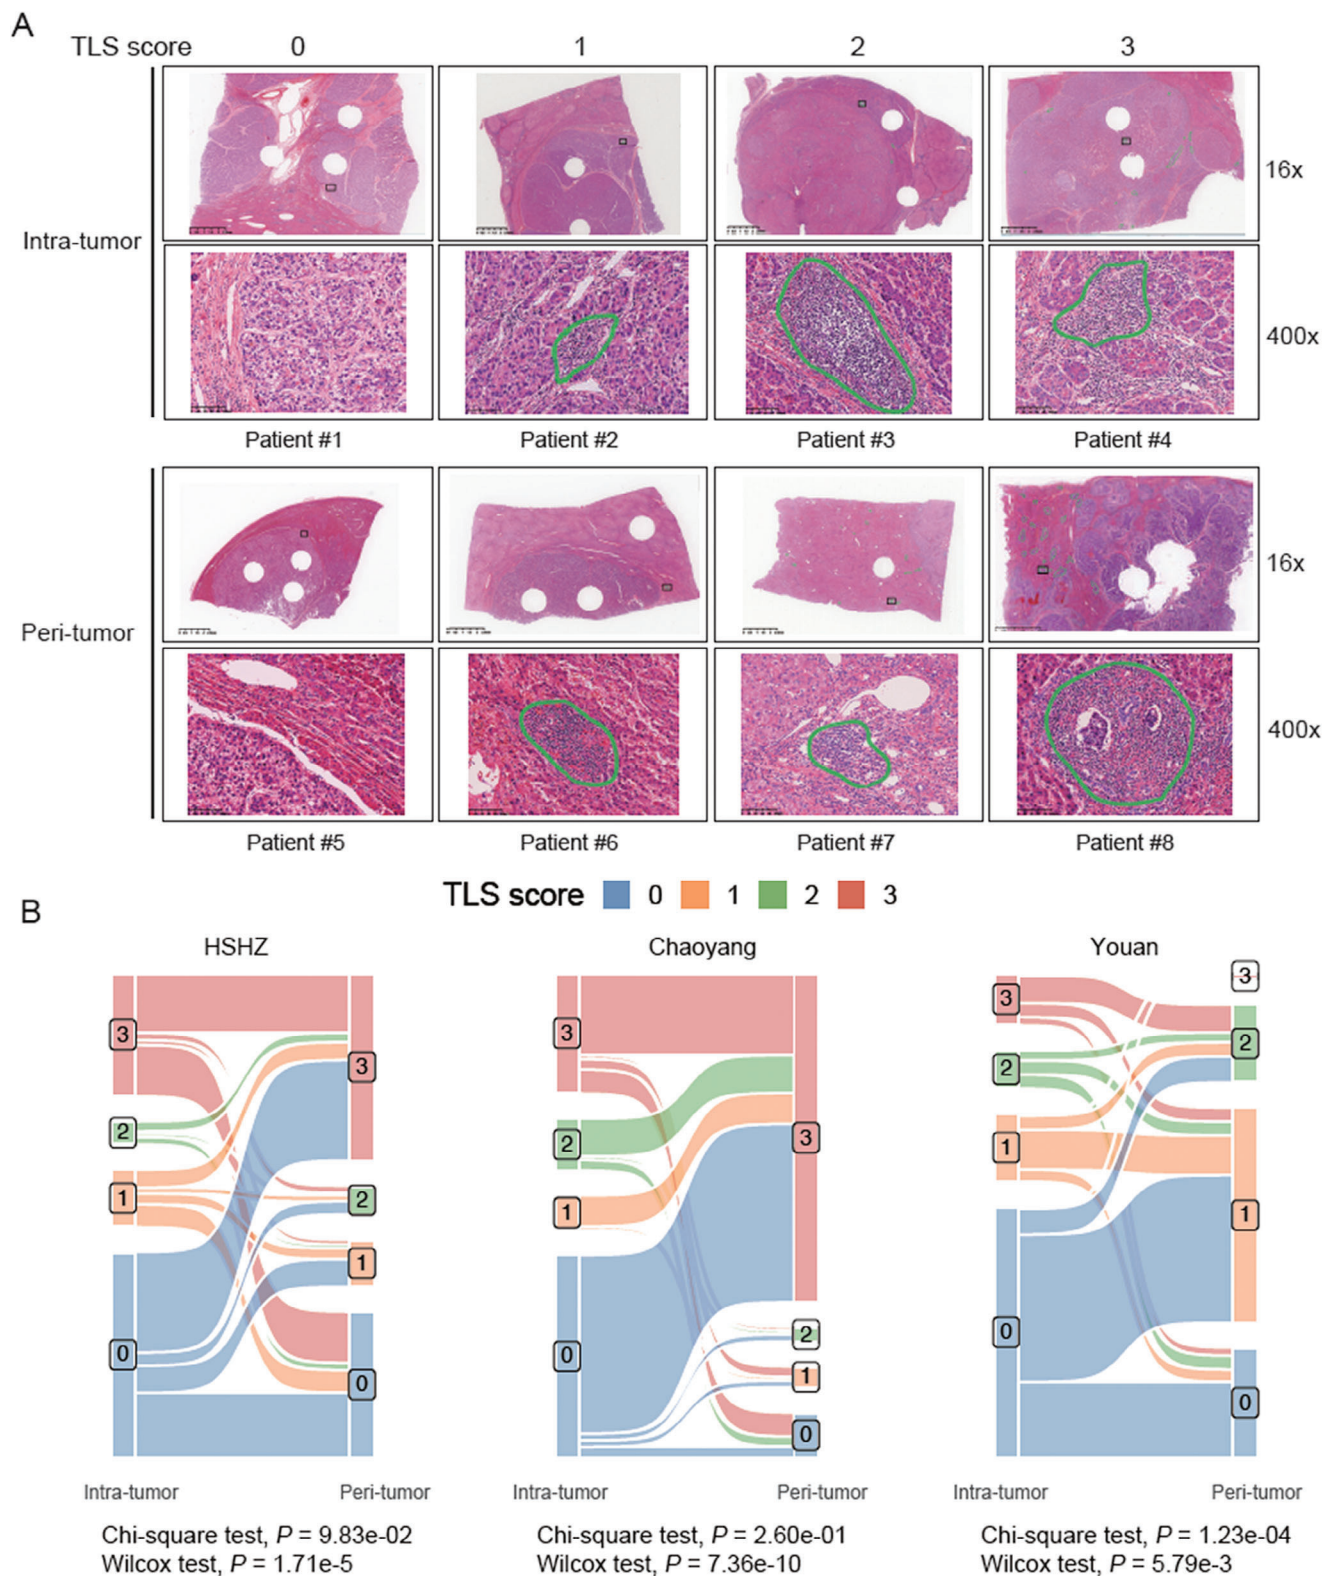 A
TLS score 0 1 2 3
Intra-tumor
16x
400x
Patient #1 Patient #2 Patient #3 Patient #4
Peri-tumor
16x
400x
Patient #5 Patient #6 Patient #7 Patient #8
TLS score 0 1 2 3
B
HSHZ Chaoyang Youan
3 2 1 0 3 2 1 0
3 2 1 0 3 2 1 0
3 2 1 0 3 2 1 0
Intra-tumor Peri-tumor Intra-tumor Peri-tumor Intra-tumor Peri-tumor
Chi-square test, P = 9.83e-02 Chi-square test, P = 2.60e-01 Chi-square test, P = 1.23e-04
Wilcox test, P = 1.71e-5 Wilcox test, P = 7.36e-10 Wilcox test, P = 5.79e-3